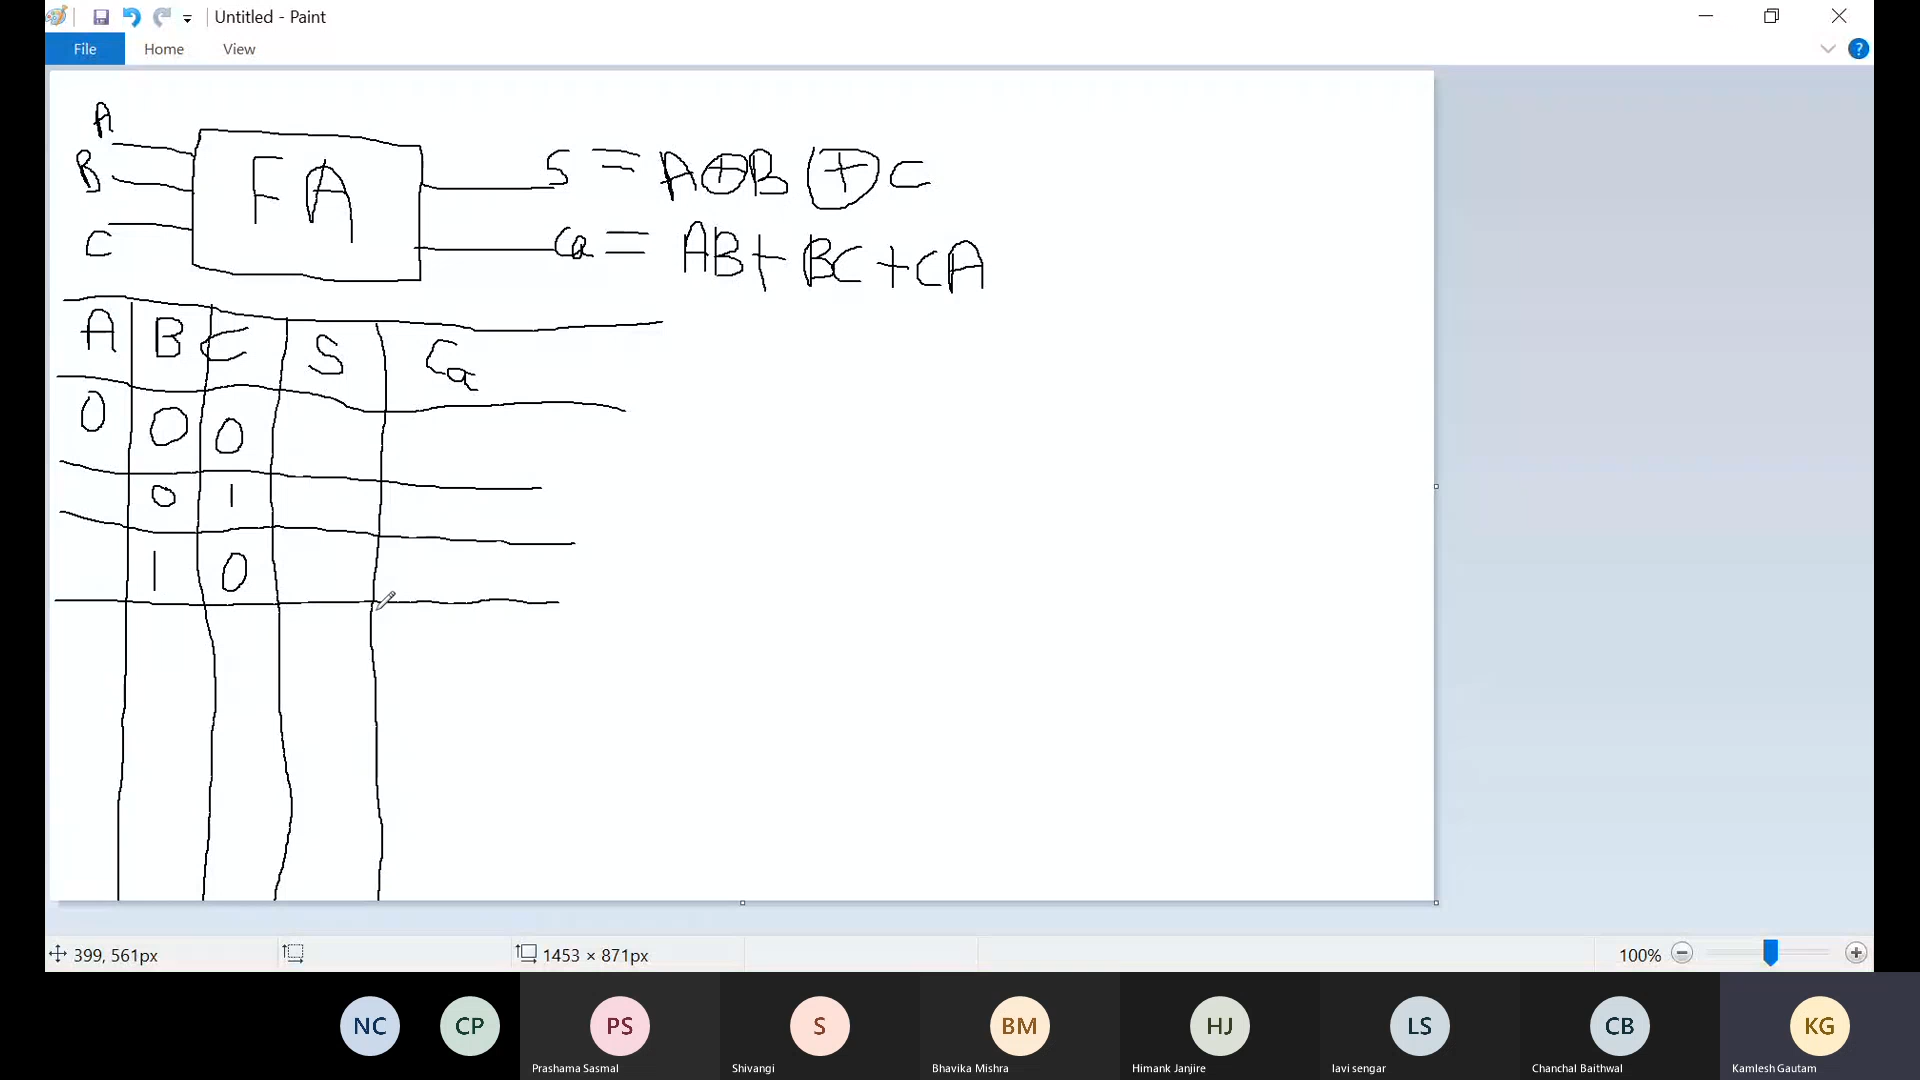 Untitled - Paint
File Home View
A
B
C
FA
S = A⊕B ⊕ C
Ca = AB+ BC+CA
A B C S Ca
0 0 0
0 1
1 0
399, 561px 1453 × 871px 100%
NC CP PS S BM HJ LS CB KG
Prashama Sasmal Shivangi Bhavika Mishra Himank Janjire lavi sengar Chanchal Baithwal Kamlesh Gautam